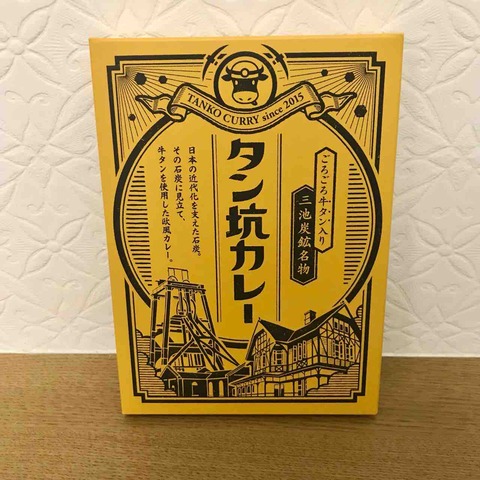 TANKO CURRY since 2015
タン坑カレー
ごろごろ牛タン入り
三池炭鉱名物
日本の近代化を支えた石炭。
その石炭に見立て、
牛タンを使用した欧風カレー。